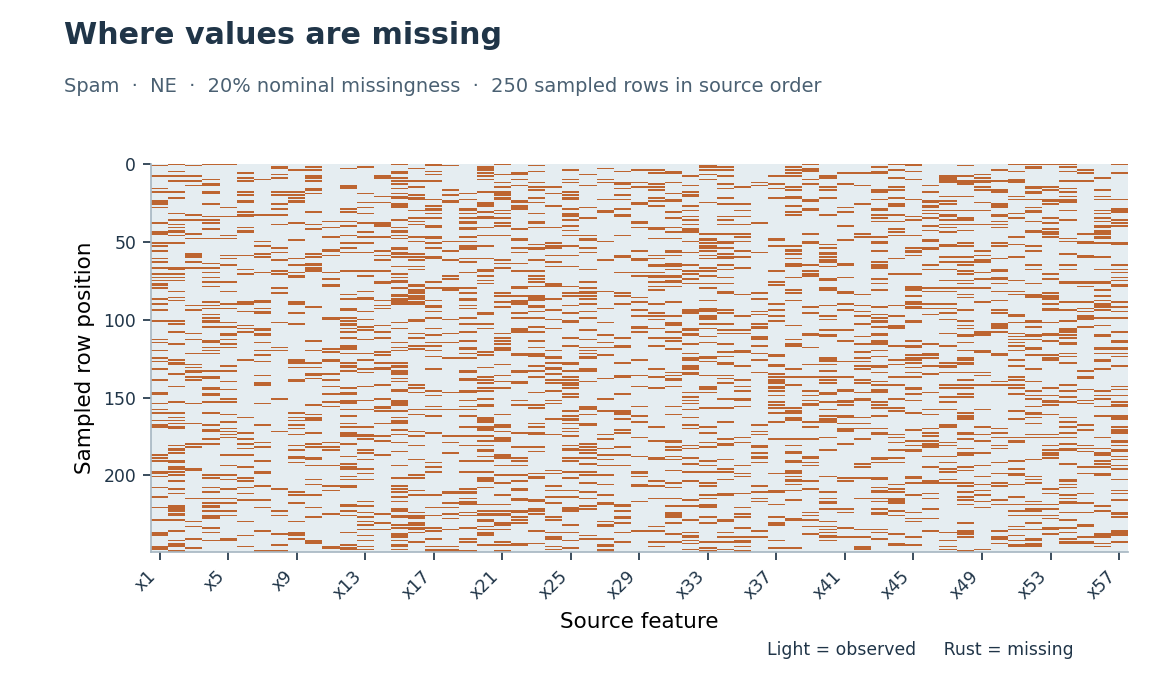 Where values are missing
Spam · NE · 20% nominal missingness · 250 sampled rows in source order
Sampled row position
0
50
100
150
200
x1 x5 x9 x13 x17 x21 x25 x29 x33 x37 x41 x45 x49 x53 x57
Source feature
Light = observed Rust = missing